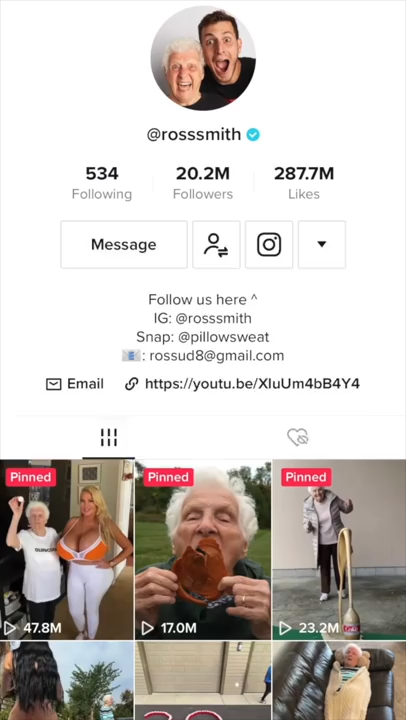 @rosssmith
534 20.2M 287.7M
Following Followers Likes
Message
Follow us here ^
IG: @rosssmith
Snap: @pillowsweat
📧: rossud8@gmail.com
Email https://youtu.be/XIuUm4bB4Y4
Pinned Pinned Pinned
47.8M 17.0M 23.2M